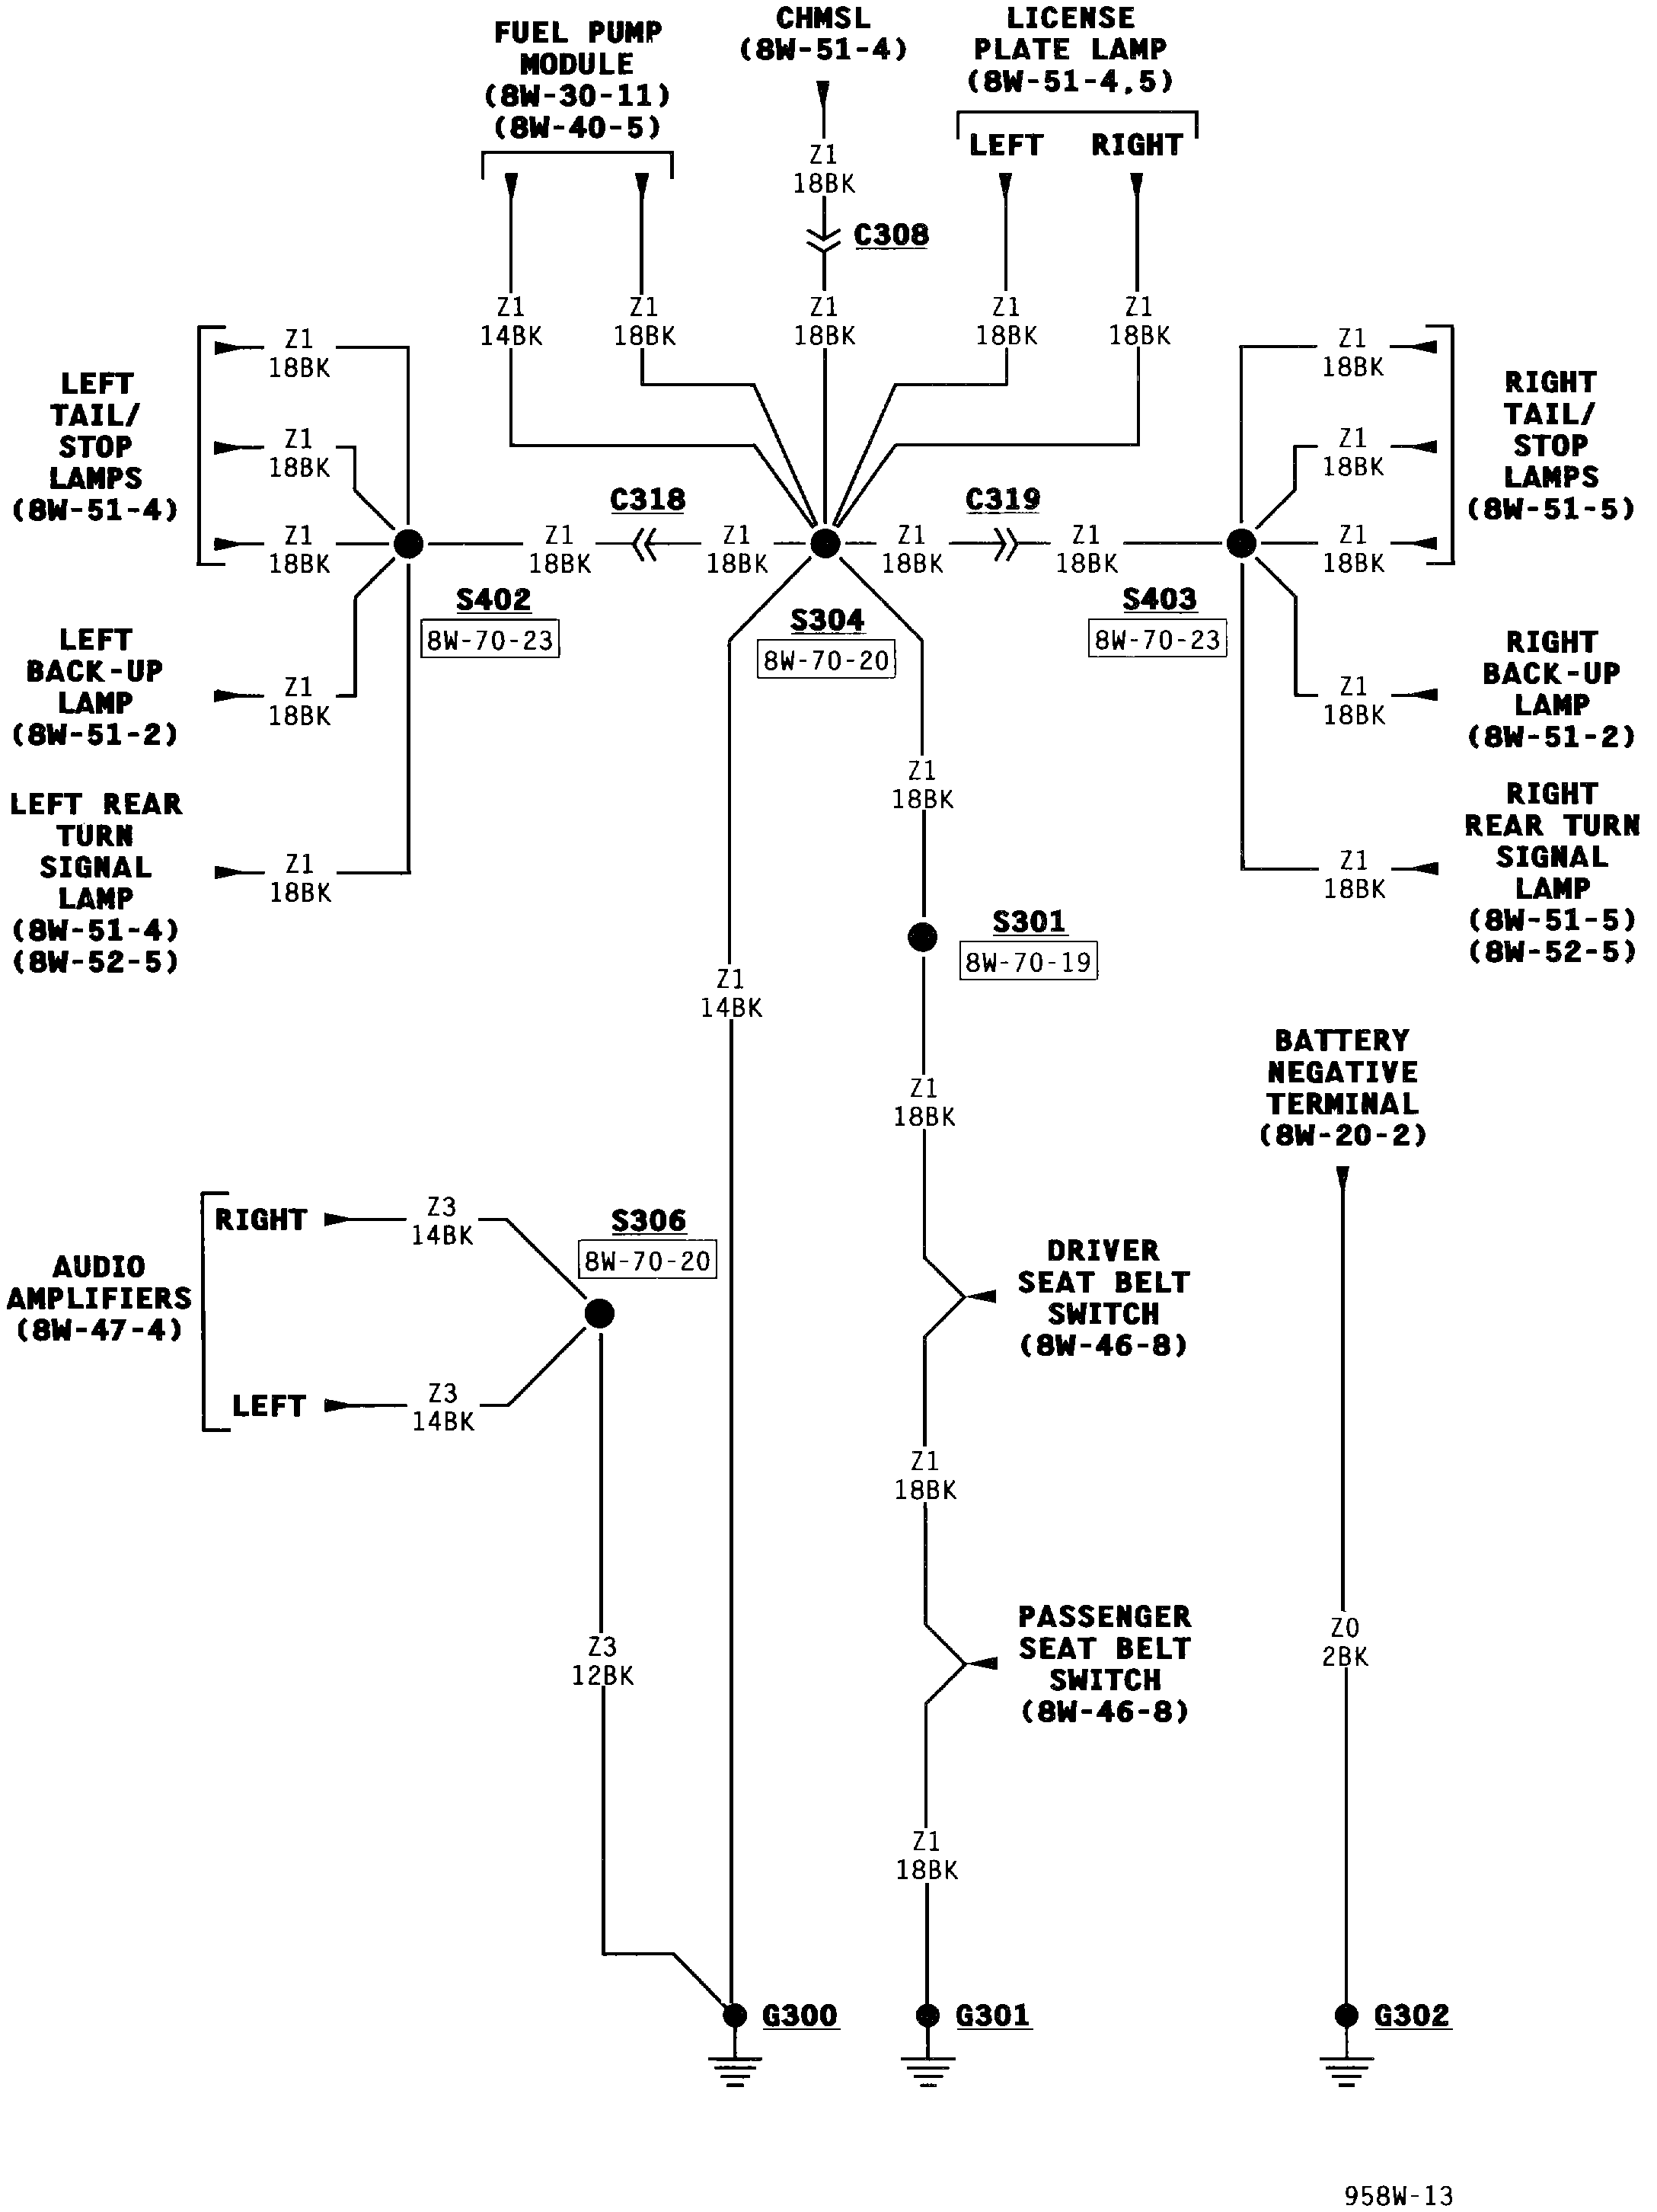 FUEL PUMP
MODULE
(8W-30-11)
(8W-40-5)
CHMSL
(8W-51-4)
LICENSE
PLATE LAMP
(8W-51-4,5)
LEFT RIGHT
Z1
18BK
C308
Z1
14BK
Z1
18BK
Z1
18BK
Z1
18BK
Z1
18BK
LEFT
TAIL/
STOP
LAMPS
(8W-51-4)
Z1
18BK
Z1
18BK
Z1
18BK
LEFT
BACK-UP
LAMP
(8W-51-2)
Z1
18BK
LEFT REAR
TURN
SIGNAL
LAMP
(8W-51-4)
(8W-52-5)
Z1
18BK
S402
8W-70-23
Z1
18BK
C318
Z1
18BK
S304
8W-70-20
Z1
18BK
C319
Z1
18BK
S403
8W-70-23
Z1
18BK
Z1
18BK
Z1
18BK
RIGHT
TAIL/
STOP
LAMPS
(8W-51-5)
Z1
18BK
RIGHT
BACK-UP
LAMP
(8W-51-2)
Z1
18BK
RIGHT
REAR TURN
SIGNAL
LAMP
(8W-51-5)
(8W-52-5)
Z1
18BK
S301
8W-70-19
Z1
14BK
Z1
18BK
BATTERY
NEGATIVE
TERMINAL
(8W-20-2)
AUDIO
AMPLIFIERS
(8W-47-4)
RIGHT
Z3
14BK
LEFT
Z3
14BK
S306
8W-70-20
DRIVER
SEAT BELT
SWITCH
(8W-46-8)
Z1
18BK
PASSENGER
SEAT BELT
SWITCH
(8W-46-8)
Z3
12BK
Z0
2BK
Z1
18BK
G300
G301
G302
958W-13